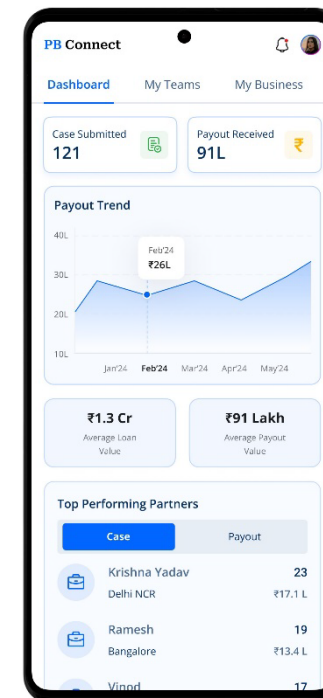 PB Connect
Dashboard My Teams My Business
Case Submitted
121
Payout Received
91L
Payout Trend
40L
30L
20L
10L
Feb'24
₹26L
Jan'24 Feb'24 Mar'24 Apr'24 May'24
₹1.3 Cr
Average Loan
Value
₹91 Lakh
Average Payout
Value
Top Performing Partners
Case Payout
Krishna Yadav 23
Delhi NCR ₹17.1 L
Ramesh 19
Bangalore ₹13.4 L
Vinod 17